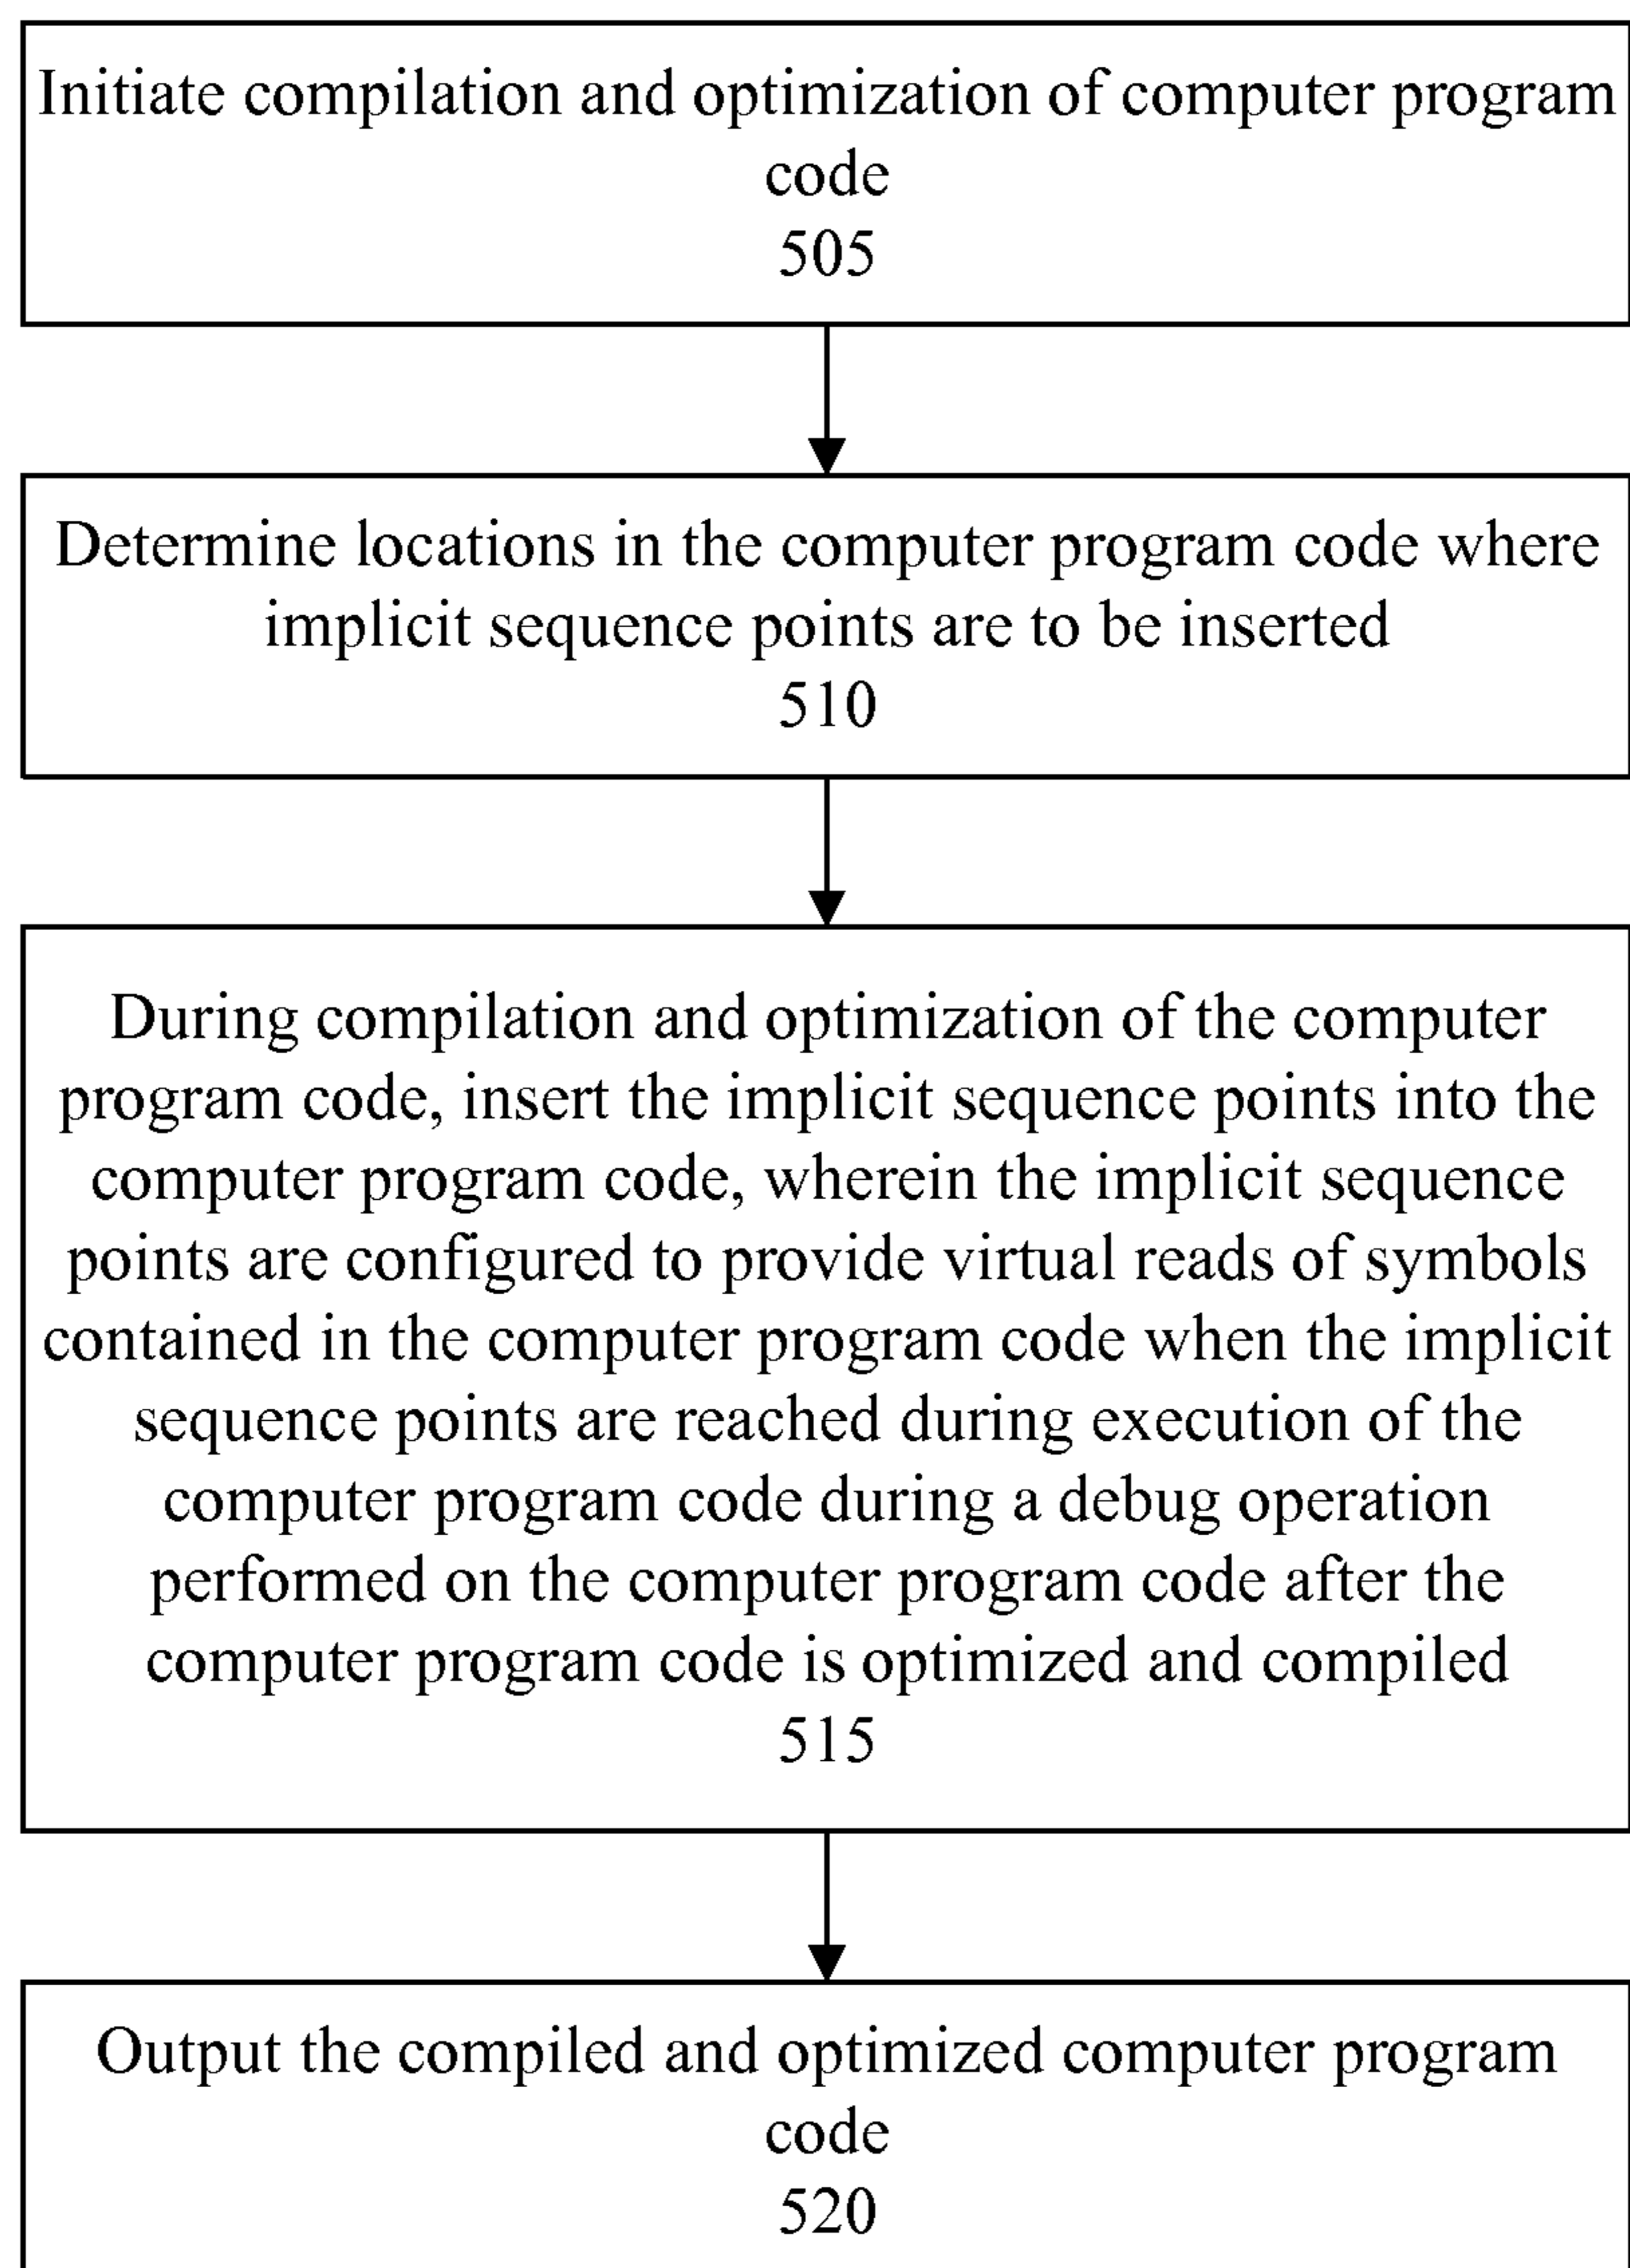 Initiate compilation and optimization of computer program
code
505
Determine locations in the computer program code where
implicit sequence points are to be inserted
510
During compilation and optimization of the computer
program code, insert the implicit sequence points into the
computer program code, wherein the implicit sequence
points are configured to provide virtual reads of symbols
contained in the computer program code when the implicit
sequence points are reached during execution of the
computer program code during a debug operation
performed on the computer program code after the
computer program code is optimized and compiled
515
Output the compiled and optimized computer program
code
520